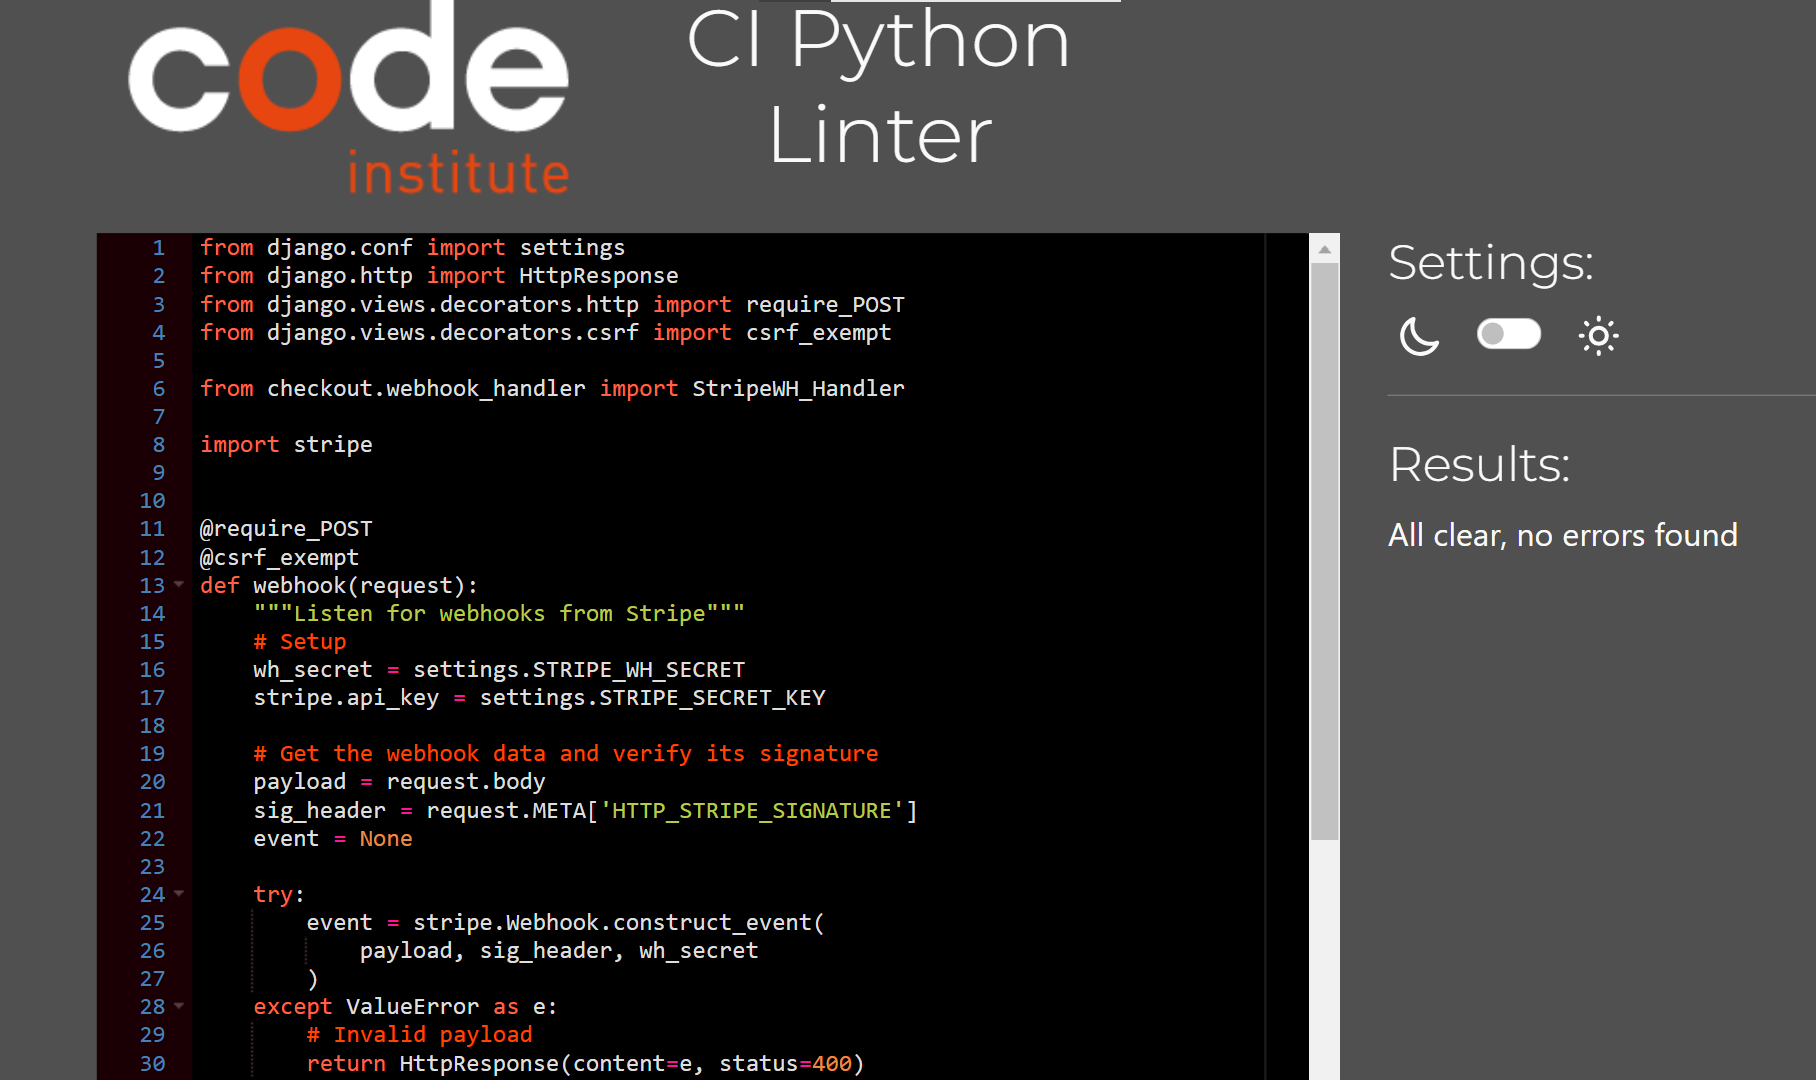 code
institute
CI Python
Linter
1 from django.conf import settings
2 from django.http import HttpResponse
3 from django.views.decorators.http import require_POST
4 from django.views.decorators.csrf import csrf_exempt
5
6 from checkout.webhook_handler import StripeWH_Handler
7
8 import stripe
9
10
11 @require_POST
12 @csrf_exempt
13 def webhook(request):
14     """Listen for webhooks from Stripe"""
15     # Setup
16     wh_secret = settings.STRIPE_WH_SECRET
17     stripe.api_key = settings.STRIPE_SECRET_KEY
18
19     # Get the webhook data and verify its signature
20     payload = request.body
21     sig_header = request.META['HTTP_STRIPE_SIGNATURE']
22     event = None
23
24     try:
25         event = stripe.Webhook.construct_event(
26             payload, sig_header, wh_secret
27         )
28     except ValueError as e:
29         # Invalid payload
30         return HttpResponse(content=e, status=400)
Settings:
Results:
All clear, no errors found